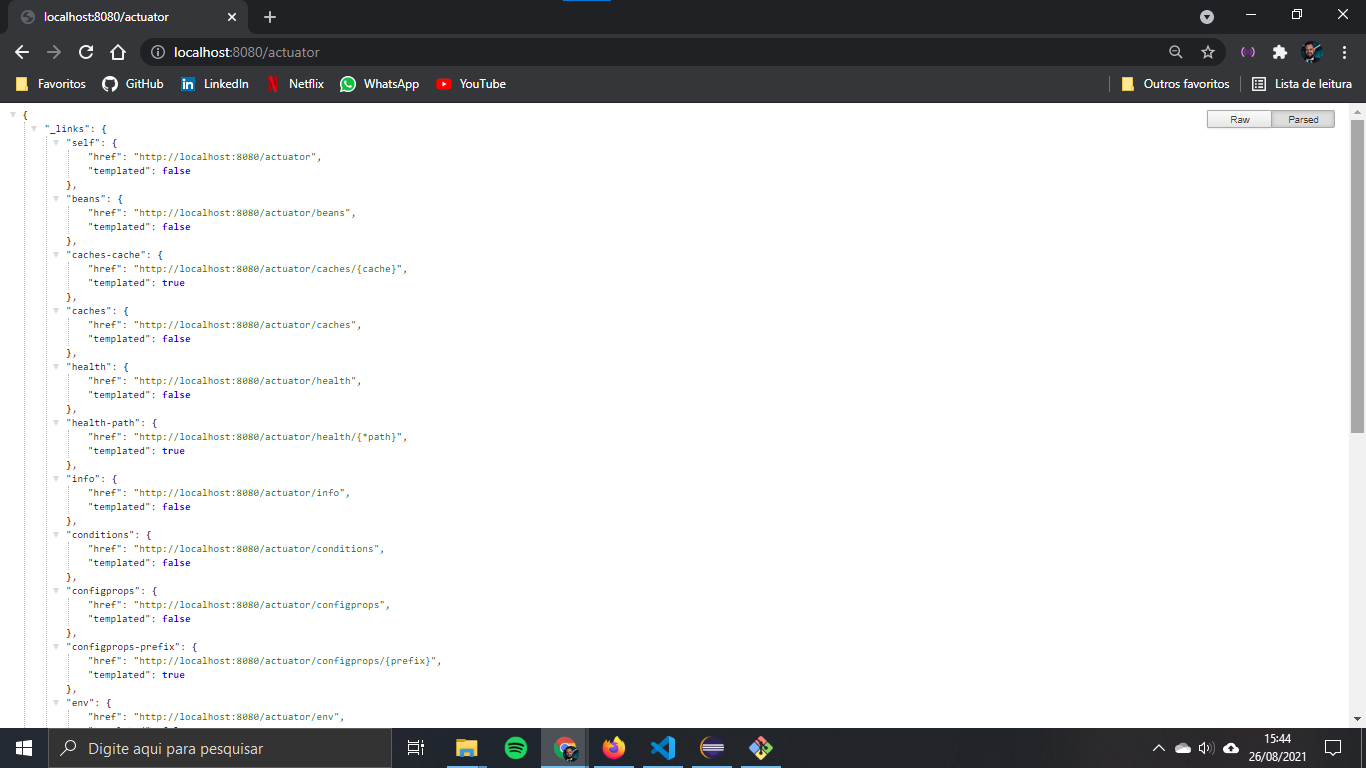 localhost:8080/actuator
localhost:8080/actuator
Favoritos
GitHub
LinkedIn
Netflix
WhatsApp
YouTube
Outros favoritos
Lista de leitura
Raw
Parsed
{
"_links": {
"self": {
"href": "http://localhost:8080/actuator",
"templated": false
},
"beans": {
"href": "http://localhost:8080/actuator/beans",
"templated": false
},
"caches-cache": {
"href": "http://localhost:8080/actuator/caches/{cache}",
"templated": true
},
"caches": {
"href": "http://localhost:8080/actuator/caches",
"templated": false
},
"health": {
"href": "http://localhost:8080/actuator/health",
"templated": false
},
"health-path": {
"href": "http://localhost:8080/actuator/health/{*path}",
"templated": true
},
"info": {
"href": "http://localhost:8080/actuator/info",
"templated": false
},
"conditions": {
"href": "http://localhost:8080/actuator/conditions",
"templated": false
},
"configprops": {
"href": "http://localhost:8080/actuator/configprops",
"templated": false
},
"configprops-prefix": {
"href": "http://localhost:8080/actuator/configprops/{prefix}",
"templated": true
},
"env": {
"href": "http://localhost:8080/actuator/env",
Digite aqui para pesquisar
15:44
26/08/2021